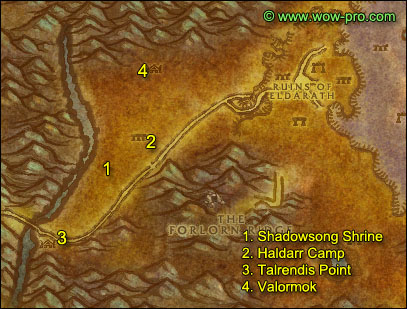 © www.wow-pro.com
4
RUINS OF
ELDARATH
2
1
3
THE
FORLORN RIDGE
1. Shadowsong Shrine
2. Haldarr Camp
3. Talrendis Point
4. Valormok